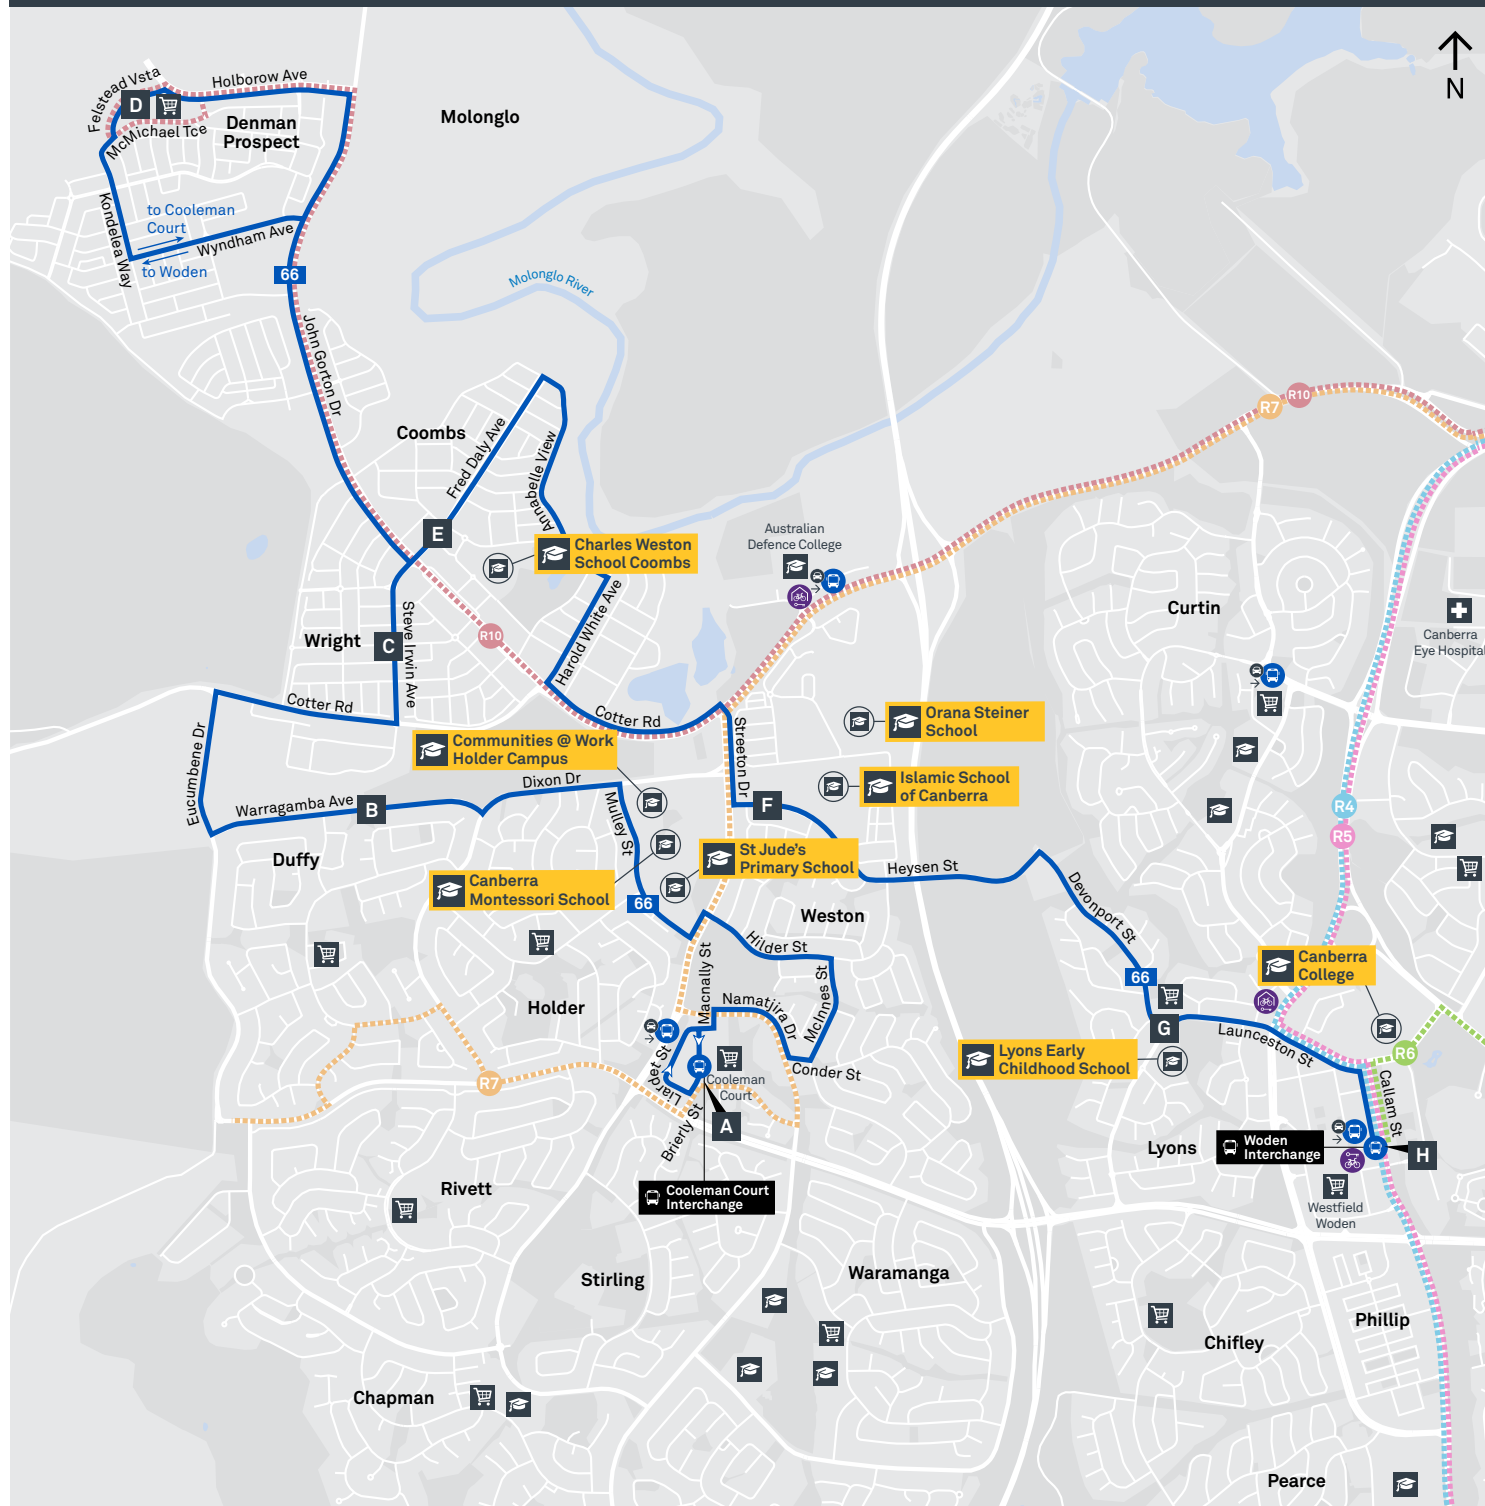 N
Felstead Vsta
Holborow Ave
D
McMichael Tce
Denman
Prospect
Molonglo
Kondelea Way
to Cooleman
Court
Wyndham Ave
to Woden
66
Molonglo River
John Gorton Dr
R10
R7
Coombs
Fred Daly Ave
Annabelle View
E
Charles Weston
School Coombs
Australian
Defence College
Curtin
Canberra
Eye Hospital
Steve Irwin Ave
Wright
C
R10
Harold White Ave
Cotter Rd
Cotter Rd
Streeton Dr
Orana Steiner
School
Eucumbene Dr
Communities @ Work
Holder Campus
Dixon Dr
Islamic School
of Canberra
Warragamba Ave
B
Mulley St
F
R4
R5
Duffy
St Jude's
Primary School
Heysen St
Canberra
Montessori School
66
Weston
Devonport St
Hilder St
Macnally St
McInnes St
Canberra
College
66
Holder
Namatjira Dr
G
Launceston St
Liardet St
Cooleman
Court
Conder St
Lyons Early
Childhood School
R6
R7
Callam St
Brierly St
A
Lyons
Woden
Interchange
H
Rivett
Cooleman Court
Interchange
Westfield
Woden
Stirling
Waramanga
Phillip
Chifley
Chapman
Pearce